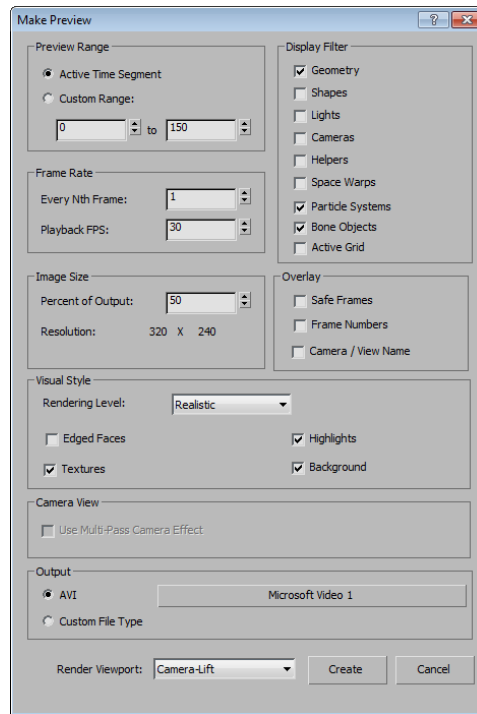 Make Preview
Preview Range
Active Time Segment
Custom Range:
0 to 150
Frame Rate
Every Nth Frame: 1
Playback FPS: 30
Image Size
Percent of Output: 50
Resolution: 320 X 240
Display Filter
Geometry
Shapes
Lights
Cameras
Helpers
Space Warps
Particle Systems
Bone Objects
Active Grid
Overlay
Safe Frames
Frame Numbers
Camera / View Name
Visual Style
Rendering Level: Realistic
Edged Faces
Highlights
Textures
Background
Camera View
Use Multi-Pass Camera Effect
Output
AVI
Microsoft Video 1
Custom File Type
Render Viewport: Camera-Lift
Create
Cancel